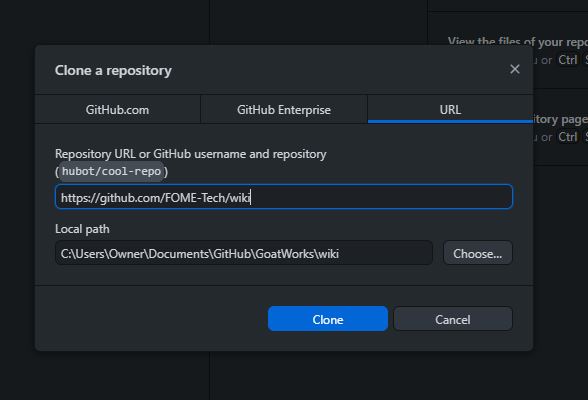 View the files of your repo
u or Ctrl S
Clone a repository
GitHub.com GitHub Enterprise URL
itory page
u or Ctrl S
Repository URL or GitHub username and repository
(hubot/cool-repo)
https://github.com/FOME-Tech/wiki
Local path
C:\Users\Owner\Documents\GitHub\GoatWorks\wiki Choose...
Clone Cancel